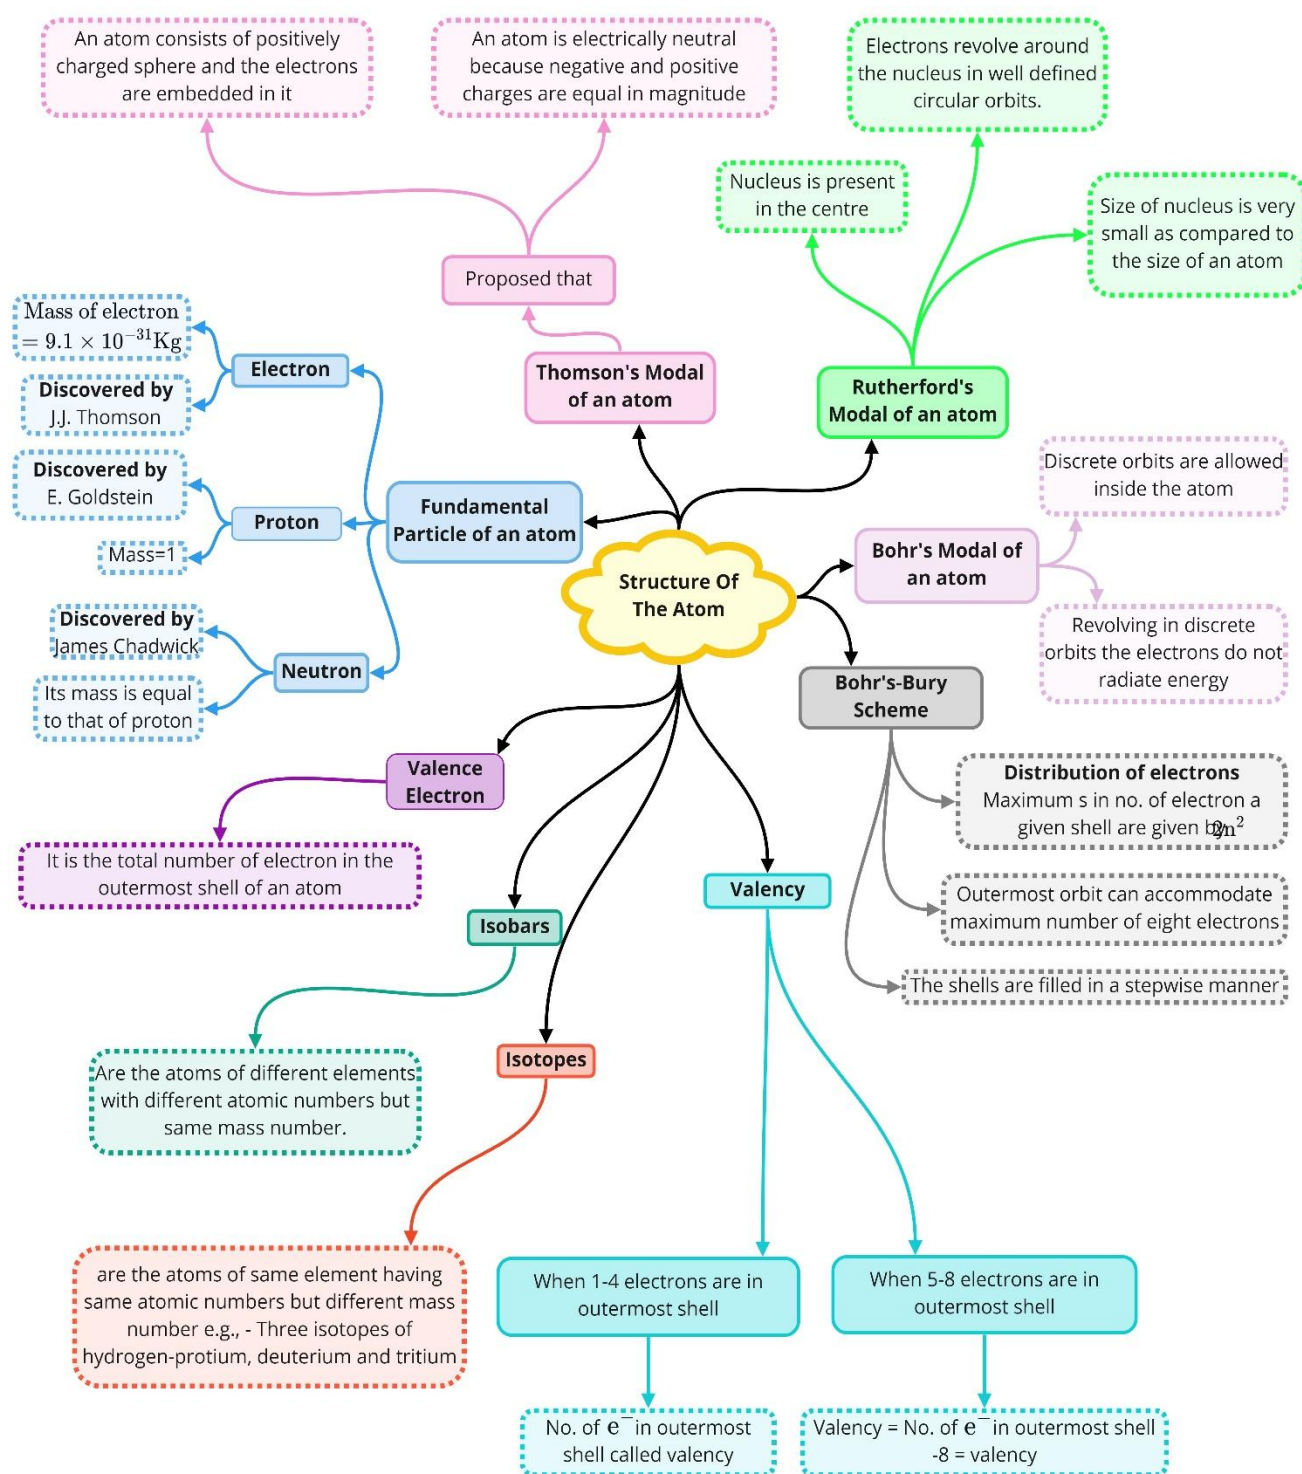 An atom consists of positively
charged sphere and the electrons
are embedded in it
An atom is electrically neutral
because negative and positive
charges are equal in magnitude
Electrons revolve around
the nucleus in well defined
circular orbits.
Nucleus is present
in the centre
Size of nucleus is very
small as compared to
the size of an atom
Proposed that
Thomson's Modal
of an atom
Rutherford's
Modal of an atom
Mass of electron
= 9.1 × 10⁻³¹Kg
Electron
Discovered by
J.J. Thomson
Discovered by
E. Goldstein
Proton
Mass=1
Fundamental
Particle of an atom
Discovered by
James Chadwick
Neutron
Its mass is equal
to that of proton
Structure Of
The Atom
Discrete orbits are allowed
inside the atom
Bohr's Modal of
an atom
Revolving in discrete
orbits the electrons do not
radiate energy
Bohr's-Bury
Scheme
Distribution of electrons
Maximum s in no. of electron a
given shell are given by 2n²
Outermost orbit can accommodate
maximum number of eight electrons
The shells are filled in a stepwise manner
Valence
Electron
It is the total number of electron in the
outermost shell of an atom
Isobars
Are the atoms of different elements
with different atomic numbers but
same mass number.
Isotopes
are the atoms of same element having
same atomic numbers but different mass
number e.g., - Three isotopes of
hydrogen-protium, deuterium and tritium
Valency
When 1-4 electrons are in
outermost shell
No. of e⁻ in outermost
shell called valency
When 5-8 electrons are in
outermost shell
Valency = No. of e⁻ in outermost shell
-8 = valency